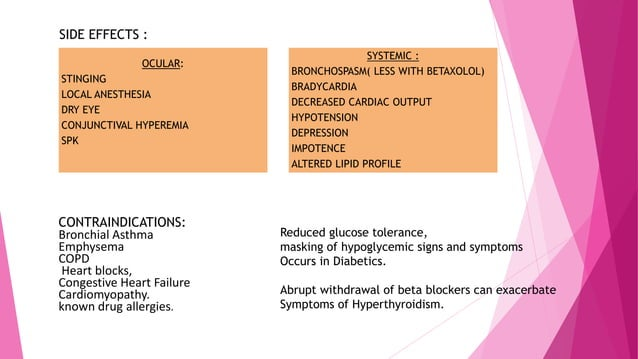 SIDE EFFECTS :
OCULAR:
STINGING
LOCAL ANESTHESIA
DRY EYE
CONJUNCTIVAL HYPEREMIA
SPK
SYSTEMIC :
BRONCHOSPASM( LESS WITH BETAXOLOL)
BRADYCARDIA
DECREASED CARDIAC OUTPUT
HYPOTENSION
DEPRESSION
IMPOTENCE
ALTERED LIPID PROFILE
CONTRAINDICATIONS:
Bronchial Asthma
Emphysema
COPD
Heart blocks,
Congestive Heart Failure
Cardiomyopathy.
known drug allergies.
Reduced glucose tolerance,
masking of hypoglycemic signs and symptoms
Occurs in Diabetics.
Abrupt withdrawal of beta blockers can exacerbate
Symptoms of Hyperthyroidism.